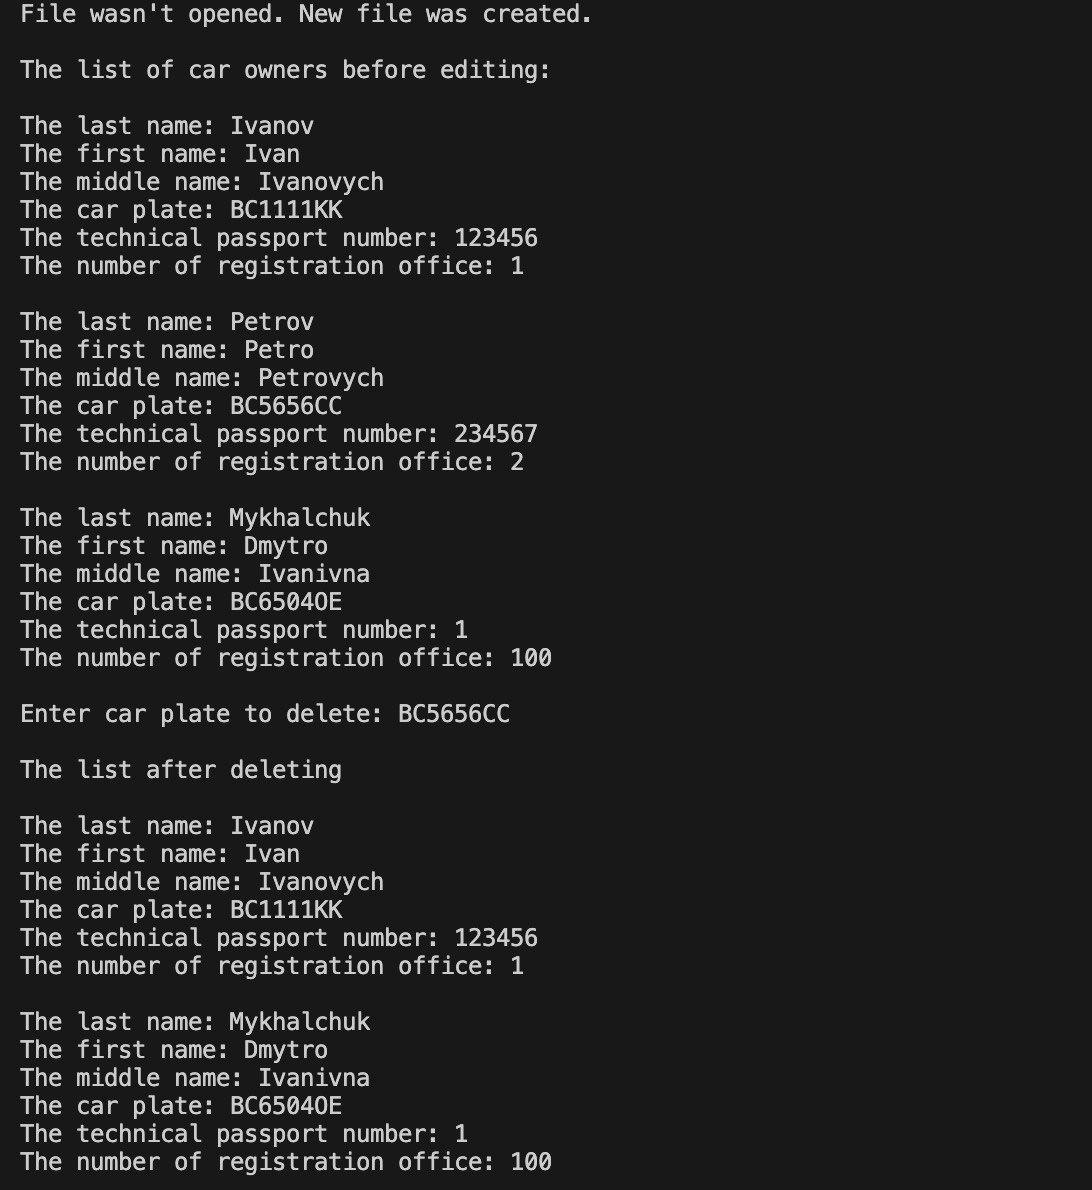 File wasn't opened. New file was created.
The list of car owners before editing:
The last name: Ivanov
The first name: Ivan
The middle name: Ivanovych
The car plate: BC1111KK
The technical passport number: 123456
The number of registration office: 1
The last name: Petrov
The first name: Petro
The middle name: Petrovych
The car plate: BC5656CC
The technical passport number: 234567
The number of registration office: 2
The last name: Mykhalchuk
The first name: Dmytro
The middle name: Ivanivna
The car plate: BC6504OE
The technical passport number: 1
The number of registration office: 100
Enter car plate to delete: BC5656CC
The list after deleting
The last name: Ivanov
The first name: Ivan
The middle name: Ivanovych
The car plate: BC1111KK
The technical passport number: 123456
The number of registration office: 1
The last name: Mykhalchuk
The first name: Dmytro
The middle name: Ivanivna
The car plate: BC6504OE
The technical passport number: 1
The number of registration office: 100